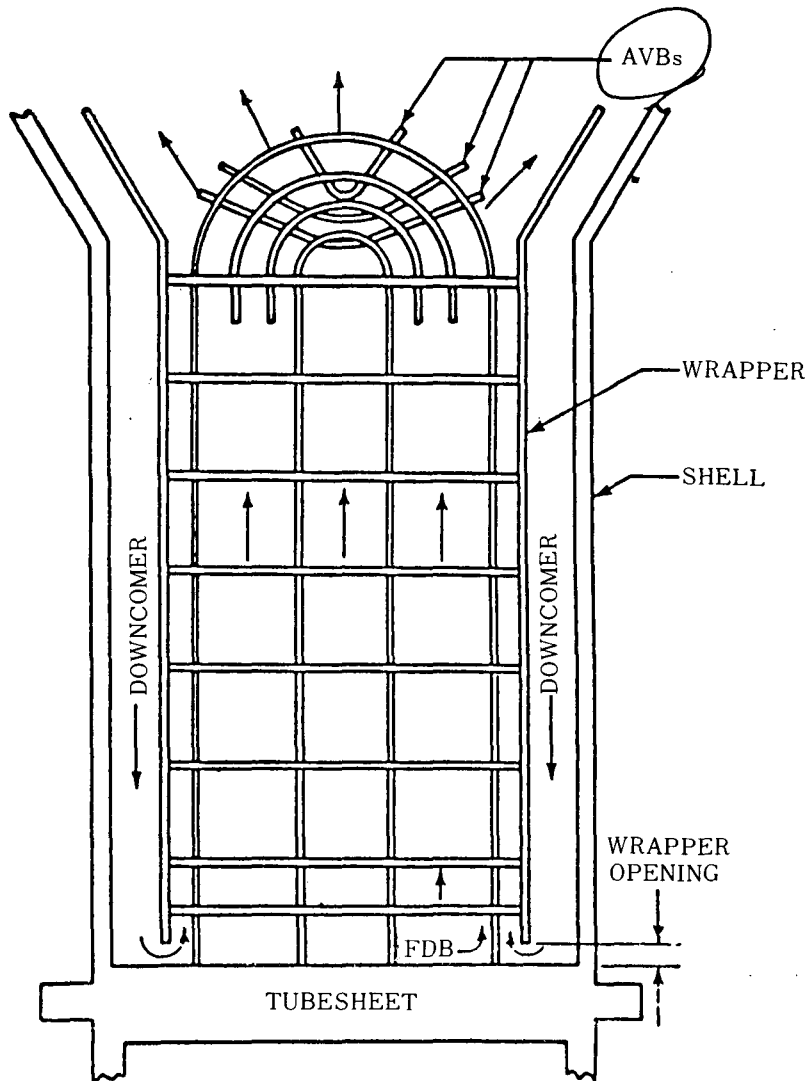 AVBs
WRAPPER
SHELL
DOWNCOMER
DOWNCOMER
WRAPPER
OPENING
FDB
TUBESHEET